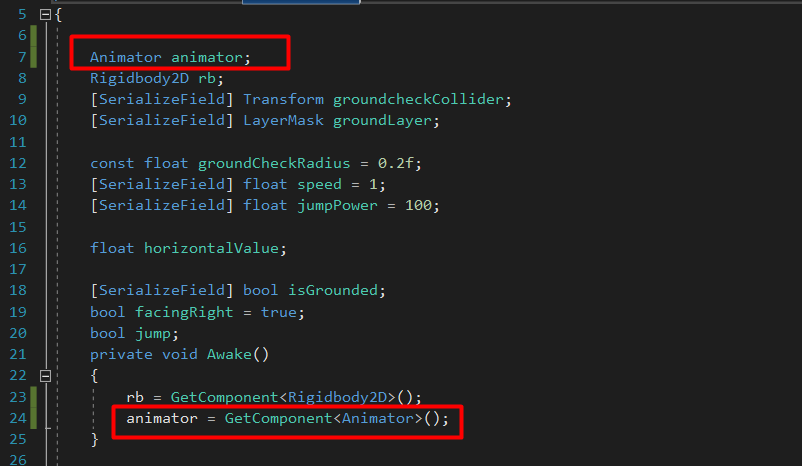 5 {
6
7 Animator animator;
8 Rigidbody2D rb;
9 [SerializeField] Transform groundcheckCollider;
10 [SerializeField] LayerMask groundLayer;
11
12 const float groundCheckRadius = 0.2f;
13 [SerializeField] float speed = 1;
14 [SerializeField] float jumpPower = 100;
15
16 float horizontalValue;
17
18 [SerializeField] bool isGrounded;
19 bool facingRight = true;
20 bool jump;
21 private void Awake()
22 {
23 rb = GetComponent<Rigidbody2D>();
24 animator = GetComponent<Animator>();
25 }
26